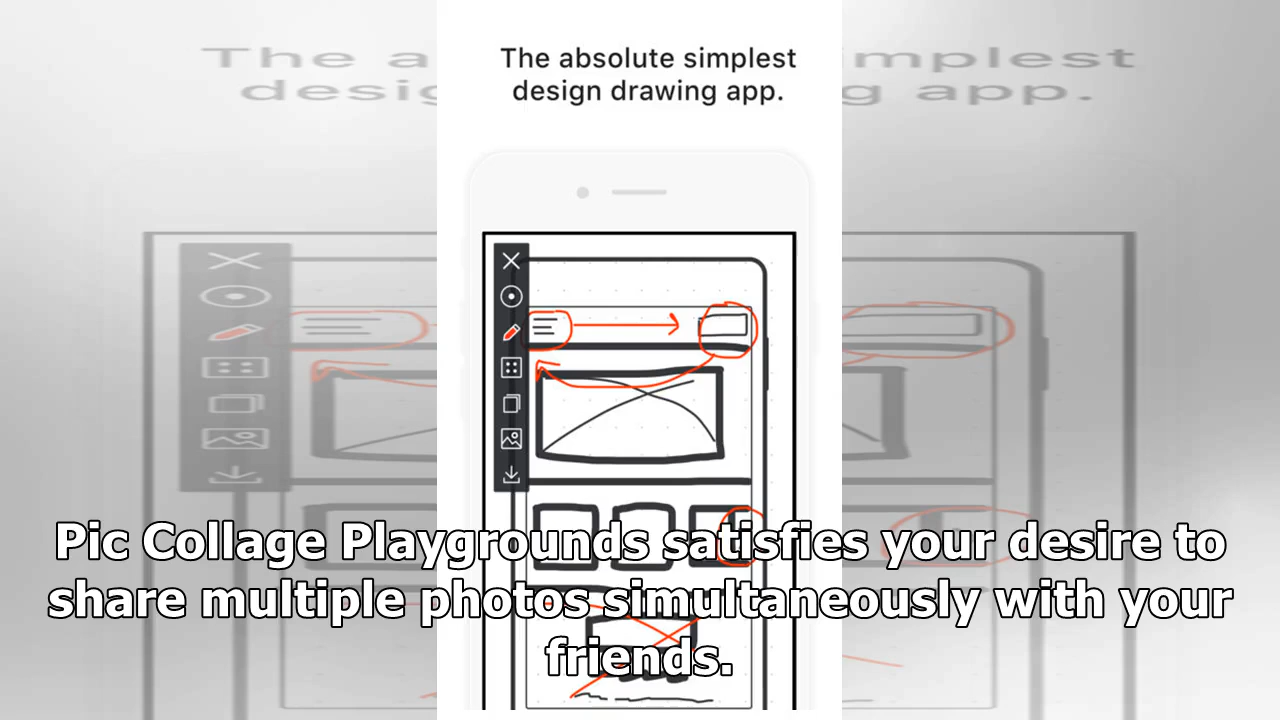 The absolute simplest
design drawing app.
Pic Collage Playgrounds satisfies your desire to
share multiple photos simultaneously with your
friends.